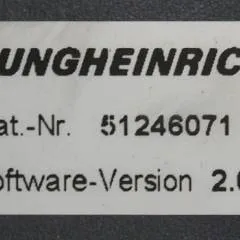 UNGHEINRIC
at.-Nr. 51246071
oftware-Version 2.0